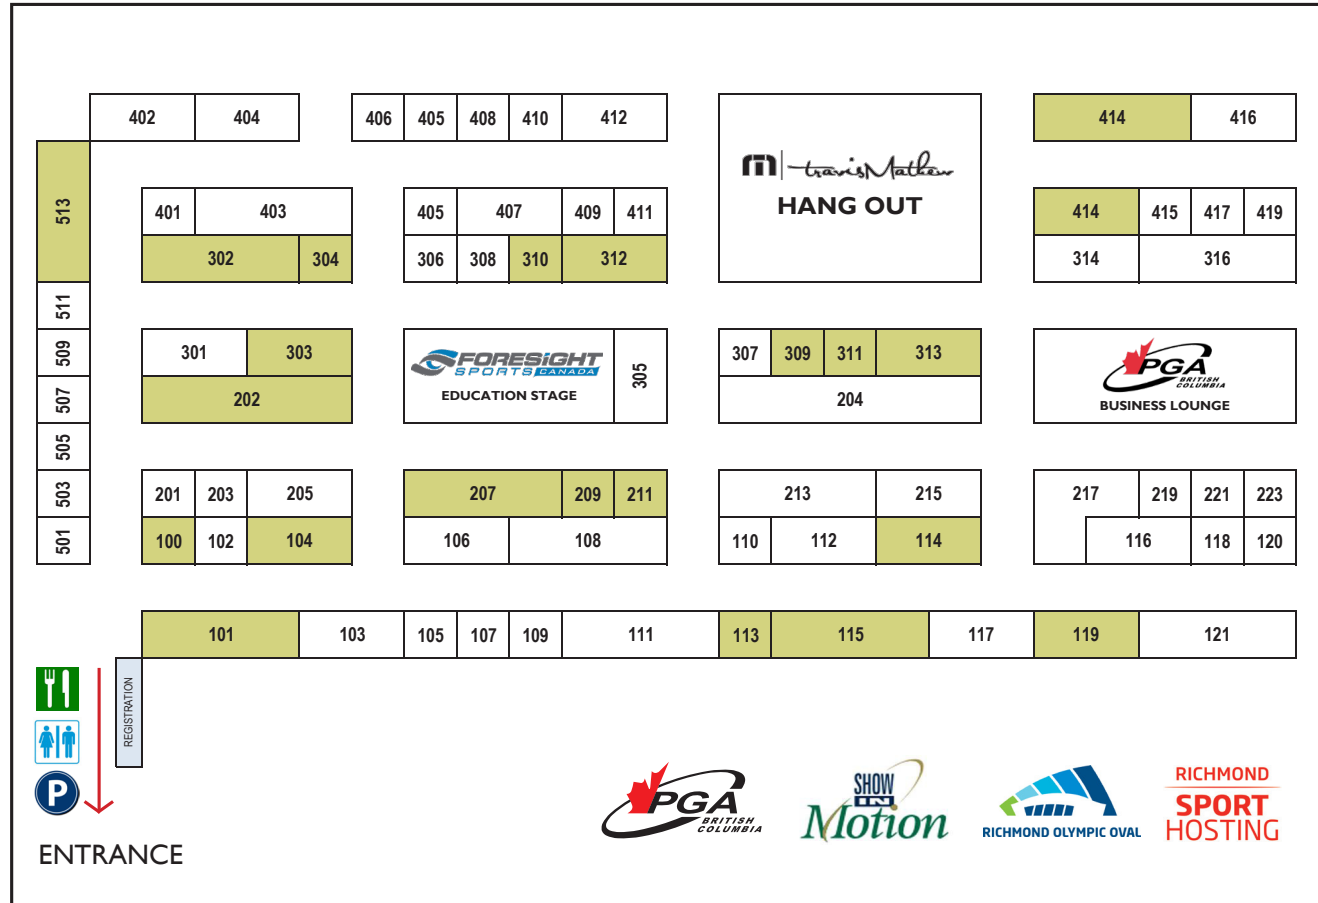 402 404 406 405 408 410 412 414 416
travisMathew
HANG OUT
513
401 403 405 407 409 411 414 415 417 419
302 304 306 308 310 312 314 316
511
509
301 303 FORESIGHT 305 307 309 311 313 PGA
SPORTS CANADA
BRITISH
COLUMBIA
EDUCATION STAGE
BUSINESS LOUNGE
507
202 204
505
503
201 203 205 207 209 211 213 215 217 219 221 223
501
100 102 104 106 108 110 112 114 116 118 120
101 103 105 107 109 111 113 115 117 119 121
REGISTRATION
P
ENTRANCE
PGA
BRITISH
COLUMBIA
SHOW
IN
Motion
RICHMOND OLYMPIC OVAL
RICHMOND
SPORT
HOSTING